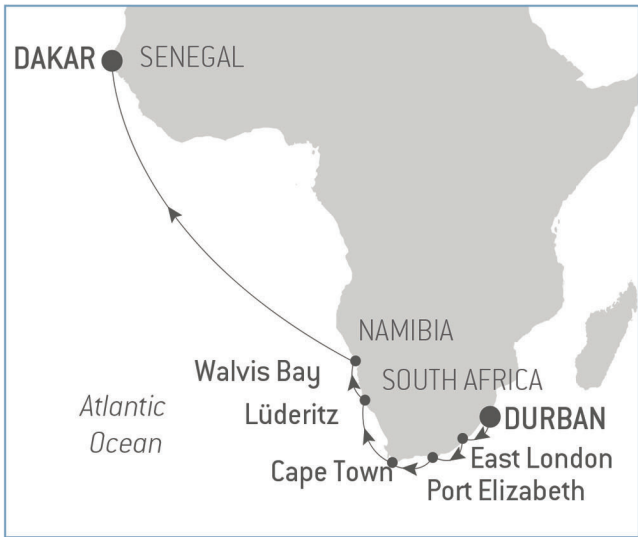 DAKAR
SENEGAL
NAMIBIA
Walvis Bay
SOUTH AFRICA
Lüderitz
Atlantic
Ocean
DURBAN
East London
Cape Town
Port Elizabeth